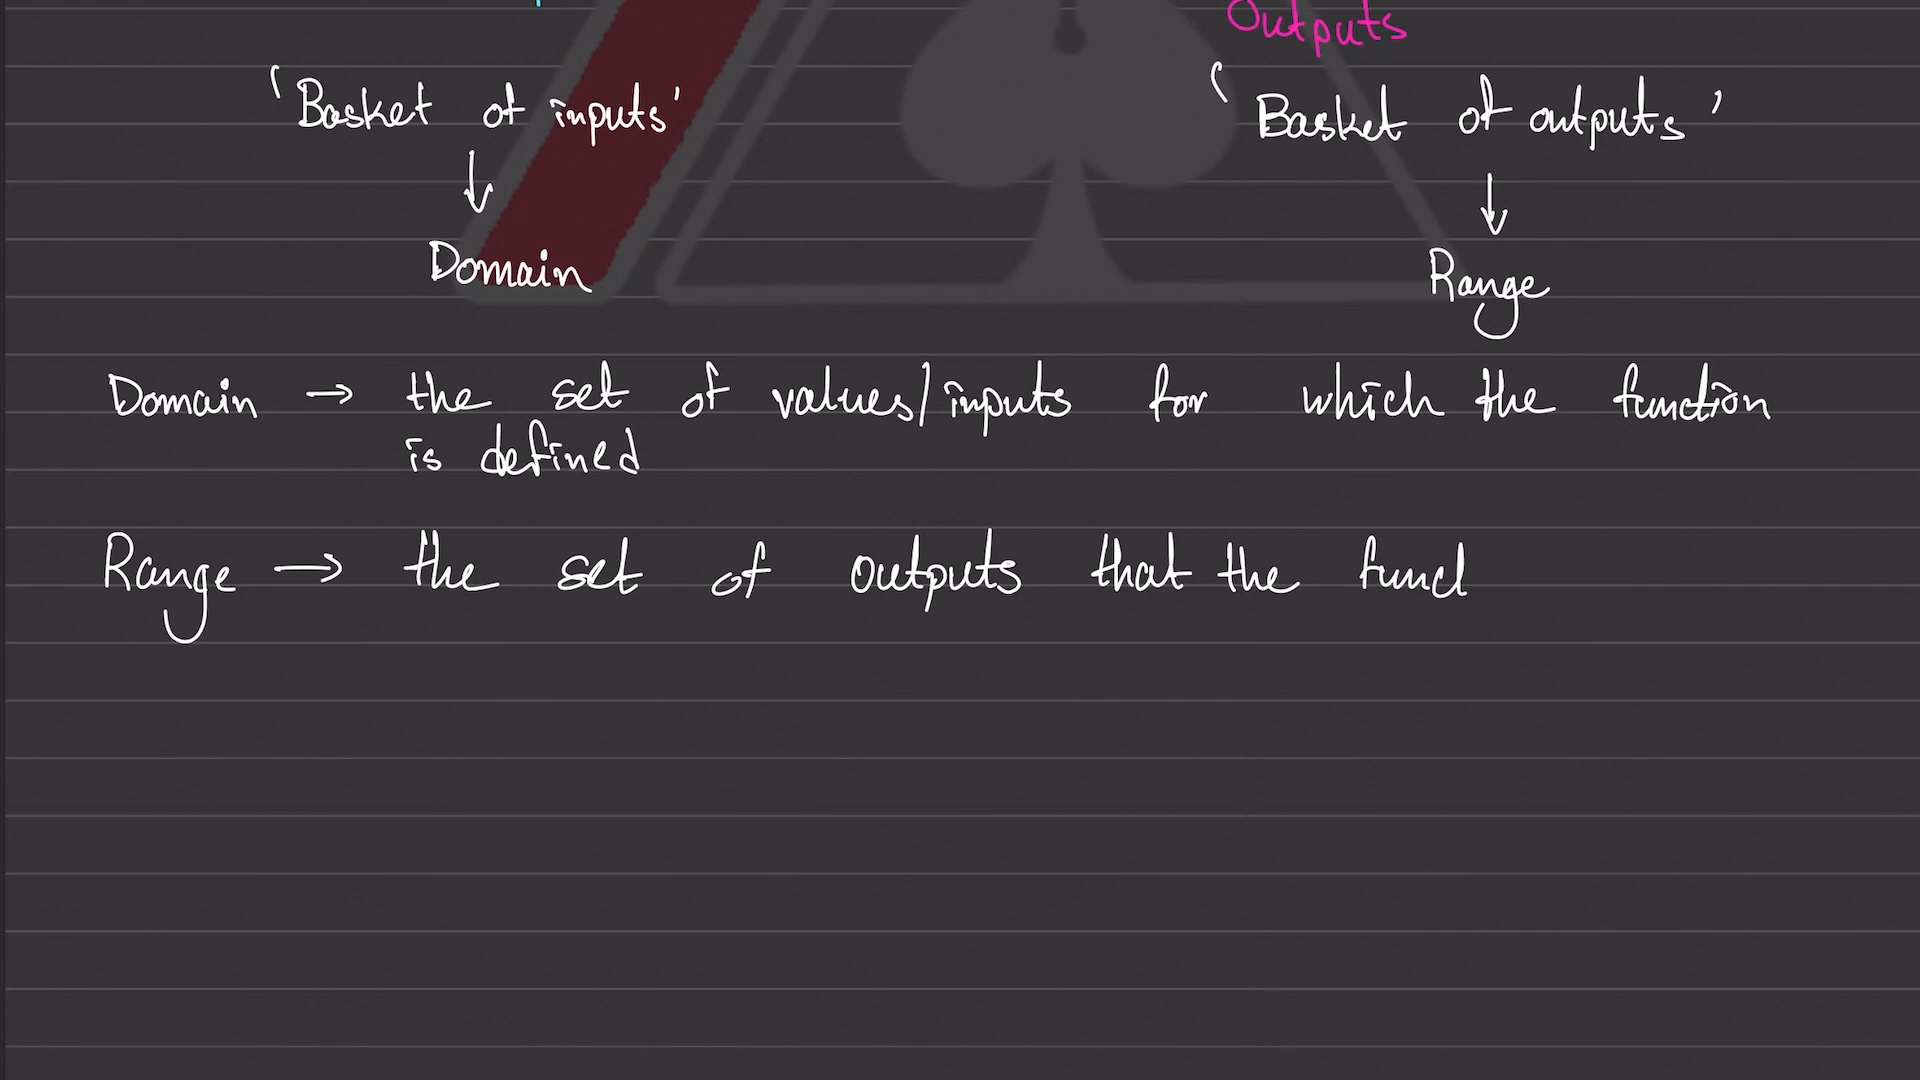 Outputs
'Basket of inputs' 'Basket of outputs'
↓ ↓
Domain Range
Domain → the set of values/inputs for which the function
is defined
Range → the set of outputs that the funct